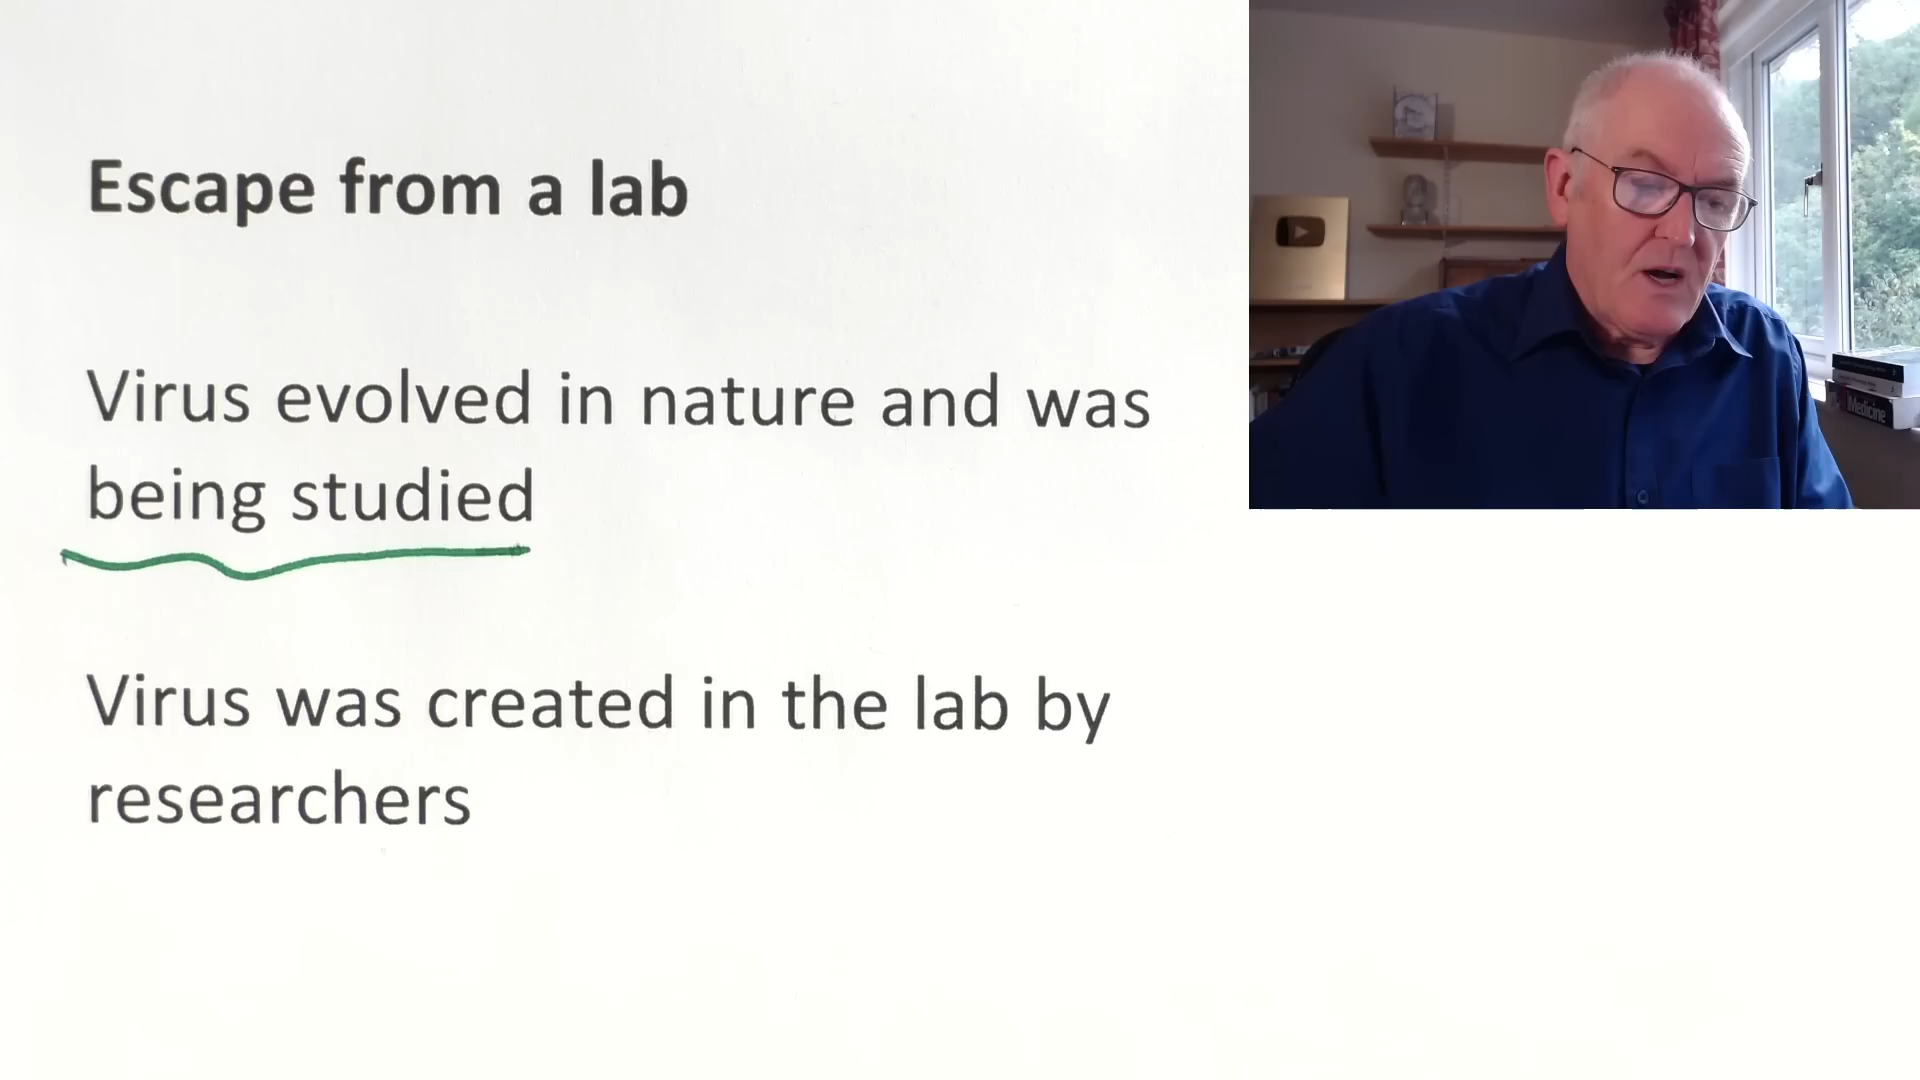 Escape from a lab
Virus evolved in nature and was
being studied
Virus was created in the lab by
researchers
Medicine